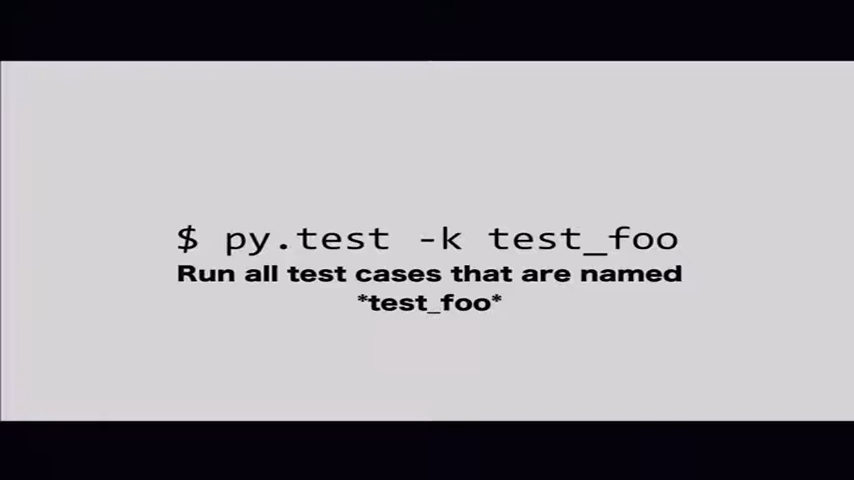 $ py.test -k test_foo
Run all test cases that are named
*test_foo*